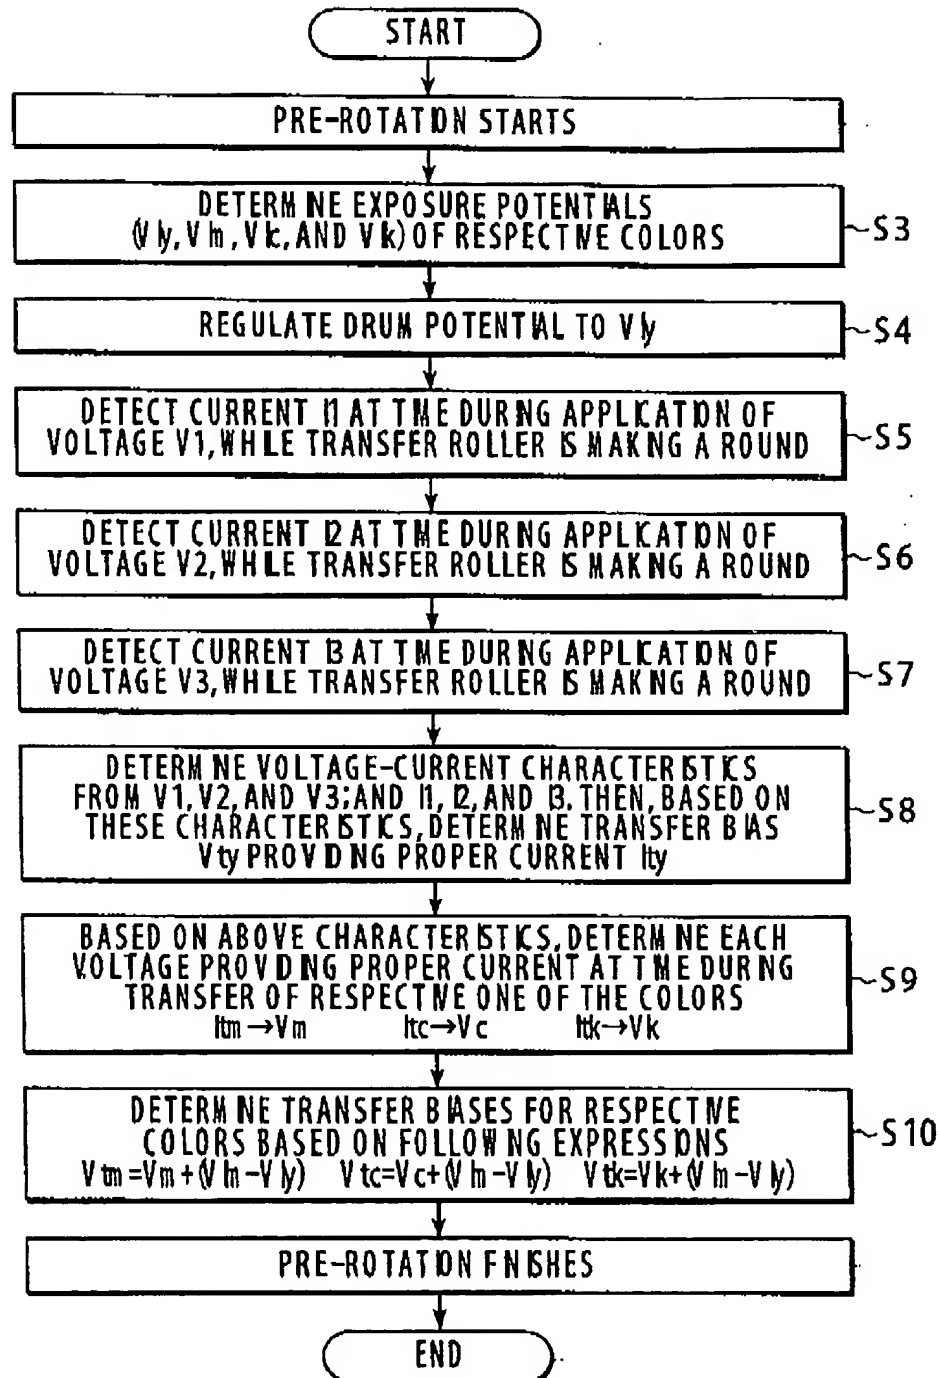 START
PRE-ROTATION STARTS
DETERMINE EXPOSURE POTENTIALS
(Vly, Vlm, Vlc, AND Vlk) OF RESPECTIVE COLORS
S3
REGULATE DRUM POTENTIAL TO Vly
S4
DETECT CURRENT I1 AT TIME DURING APPLICATION OF
VOLTAGE V1, WHILE TRANSFER ROLLER IS MAKING A ROUND
S5
DETECT CURRENT I2 AT TIME DURING APPLICATION OF
VOLTAGE V2, WHILE TRANSFER ROLLER IS MAKING A ROUND
S6
DETECT CURRENT I3 AT TIME DURING APPLICATION OF
VOLTAGE V3, WHILE TRANSFER ROLLER IS MAKING A ROUND
S7
DETERMINE VOLTAGE-CURRENT CHARACTERISTICS
FROM V1, V2, AND V3; AND I1, I2, AND I3. THEN, BASED ON
THESE CHARACTERISTICS, DETERMINE TRANSFER BIAS
Vty PROVIDING PROPER CURRENT Ity
S8
BASED ON ABOVE CHARACTERISTICS, DETERMINE EACH
VOLTAGE PROVIDING PROPER CURRENT AT TIME DURING
TRANSFER OF RESPECTIVE ONE OF THE COLORS
Itm→Vm Itc→Vc Itk→Vk
S9
DETERMINE TRANSFER BIASES FOR RESPECTIVE
COLORS BASED ON FOLLOWING EXPRESSIONS
Vtm=Vm+(Vlm-Vly) Vtc=Vc+(Vlm-Vly) Vtk=Vk+(Vlm-Vly)
S10
PRE-ROTATION FINISHES
END